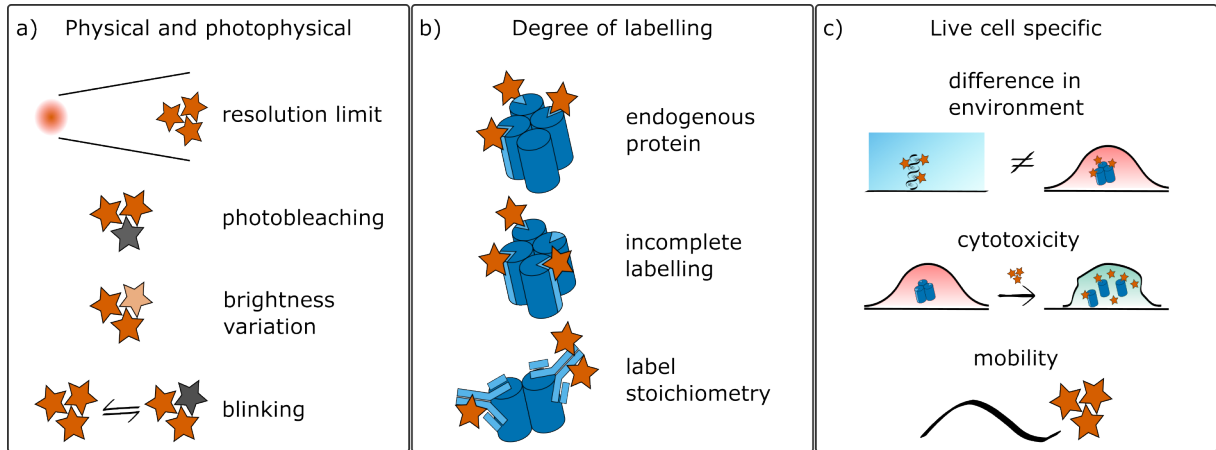 a) Physical and photophysical
resolution limit
photobleaching
brightness
variation
blinking
b) Degree of labelling
endogenous
protein
incomplete
labelling
label
stoichiometry
c) Live cell specific
difference in
environment
≠
cytotoxicity
mobility